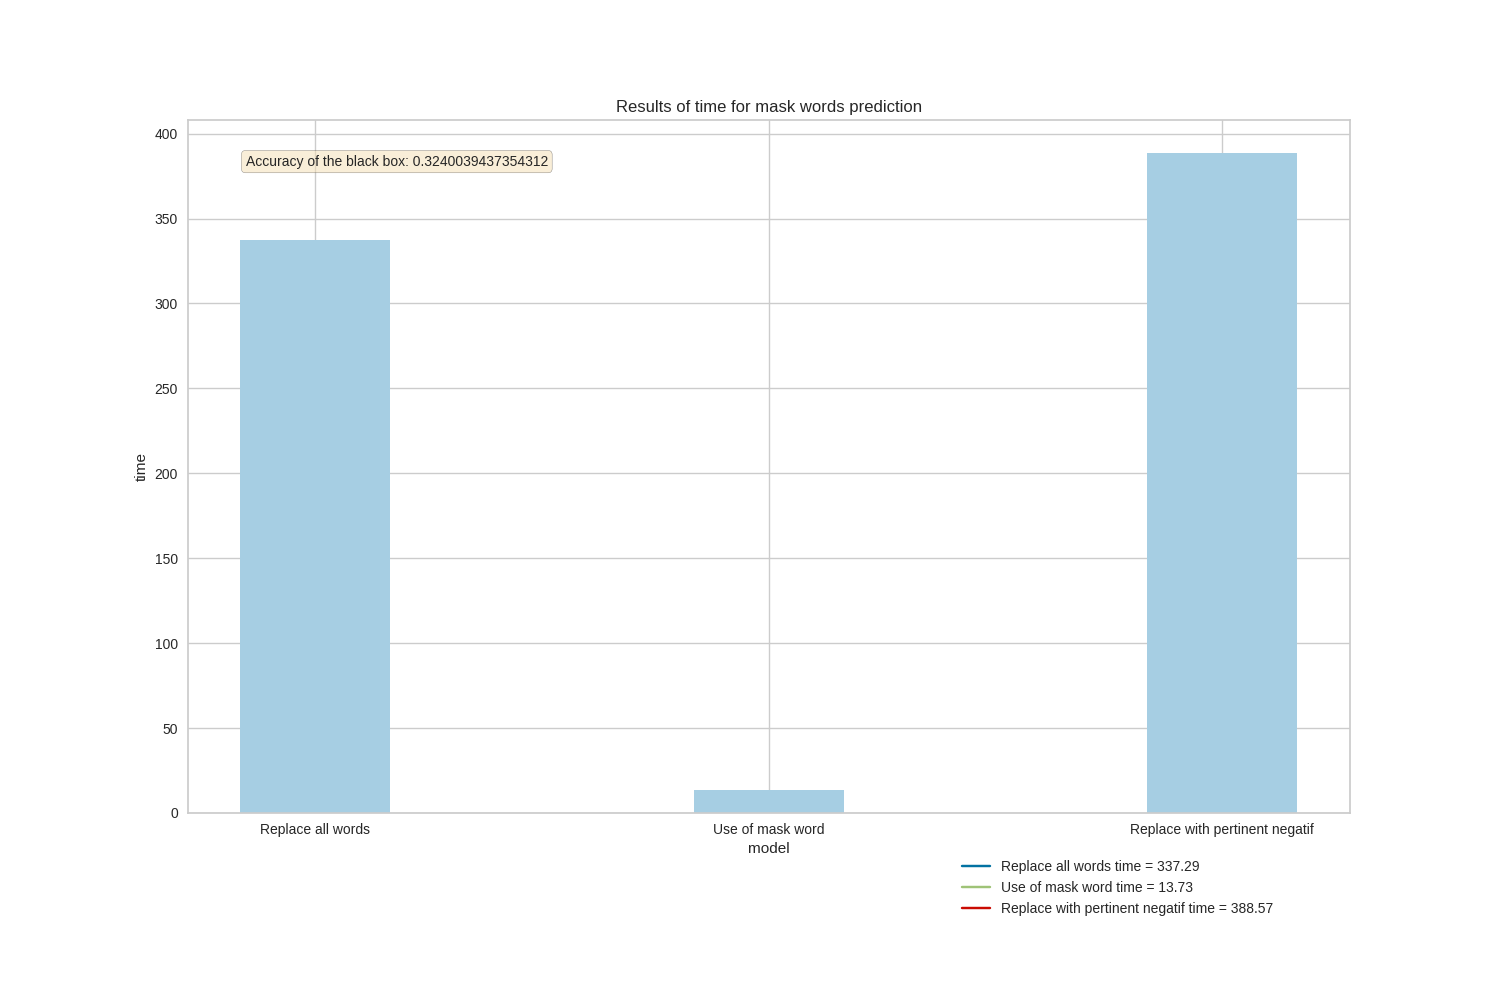 Results of time for mask words prediction
400
Accuracy of the black box: 0.3240039437354312
350
300
250
200
time
150
100
50
0
Replace all words
Use of mask word
Replace with pertinent negatif
model
Replace all words time = 337.29
Use of mask word time = 13.73
Replace with pertinent negatif time = 388.57